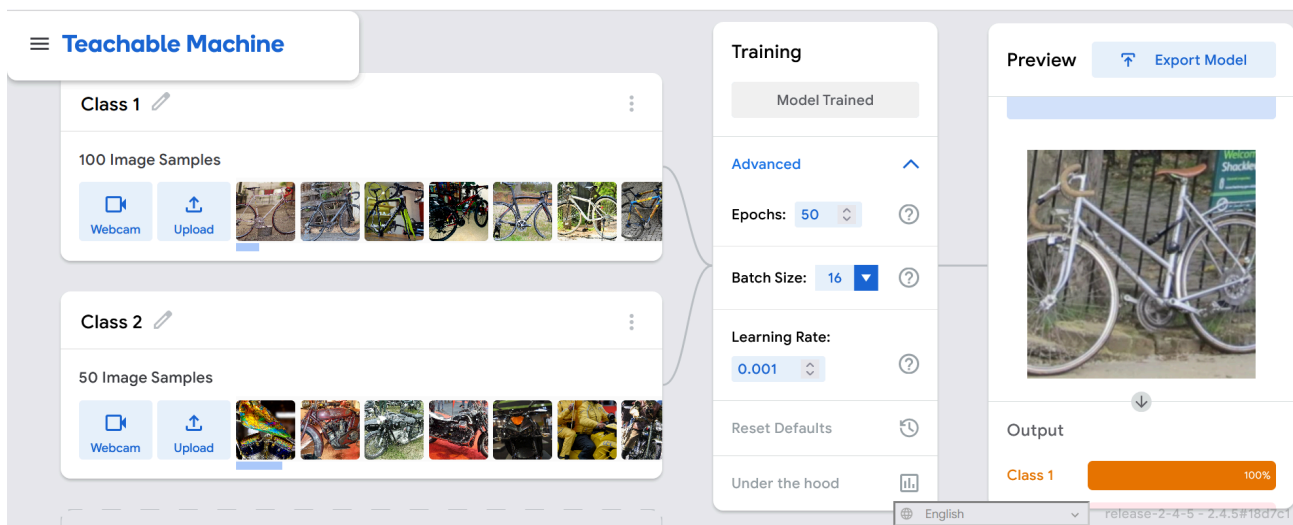 Teachable Machine
Class 1
100 Image Samples
Webcam
Upload
Class 2
50 Image Samples
Webcam
Upload
Training
Model Trained
Advanced
Epochs: 50
Batch Size: 16
Learning Rate:
0.001
Reset Defaults
Under the hood
Preview
Export Model
Welcom
Shackle
Output
Class 1
100%
English
release-2-4-5 - 2.4.5#18d7c1